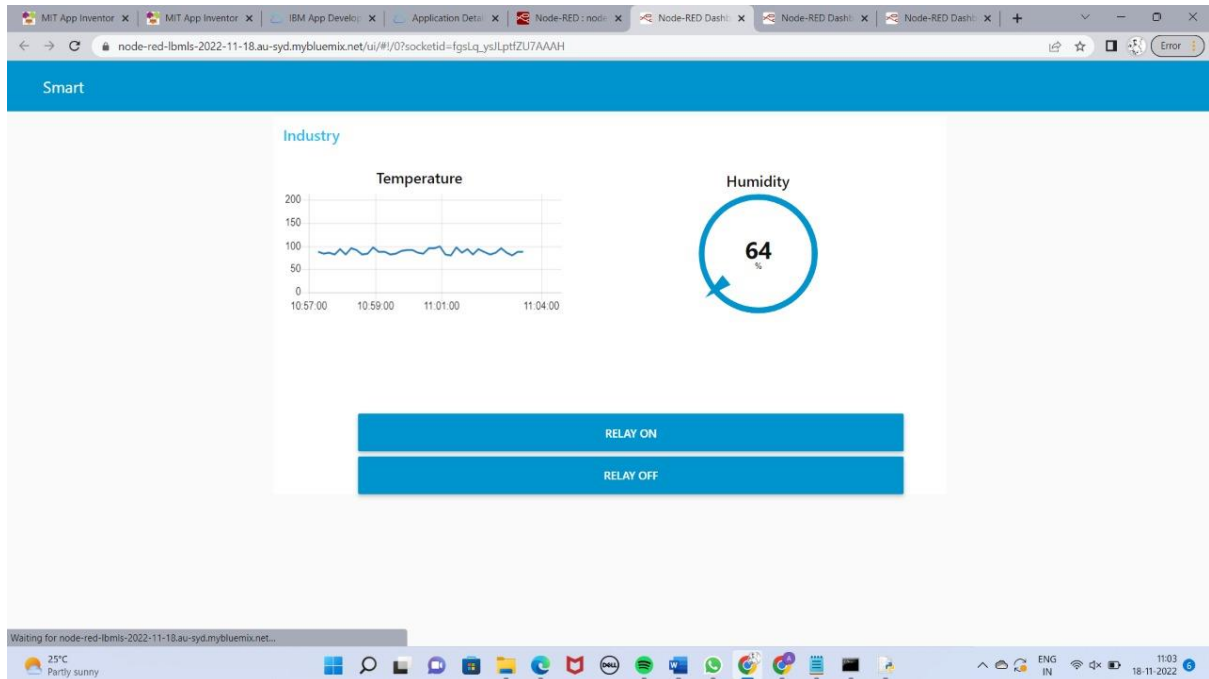 MIT App Inventor
MIT App Inventor
IBM App Develop
Application Detai
Node-RED : node
Node-RED Dashb
Node-RED Dashb
Node-RED Dashb
node-red-lbmls-2022-11-18.au-syd.mybluemix.net/ui/#!/0?socketid=fgsLq_ysJLptfZU7AAAH
Error
Smart
Industry
Temperature
200
150
100
50
0
10:57:00 10:59:00 11:01:00 11:04:00
Humidity
64
%
RELAY ON
RELAY OFF
Waiting for node-red-lbmls-2022-11-18.au-syd.mybluemix.net...
25°C
Partly sunny
DELL
ENG
IN
11:03
18-11-2022
6